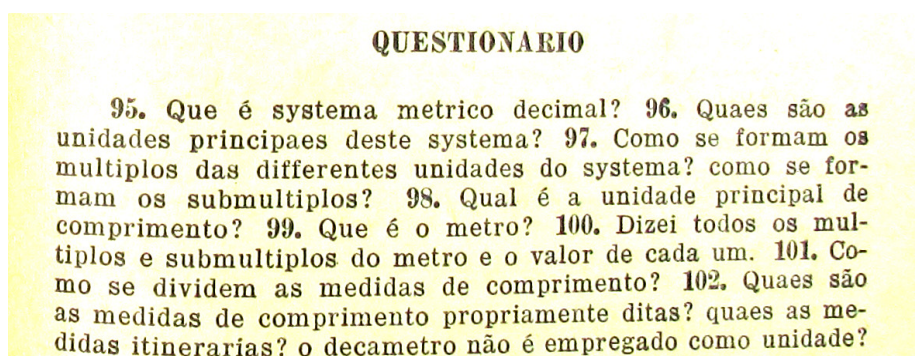 QUESTIONARIO
95. Que é systema metrico decimal? 96. Quaes são as
unidades principaes deste systema? 97. Como se formam os
multiplos das differentes unidades do systema? como se for-
mam os submultiplos? 98. Qual é a unidade principal de
comprimento? 99. Que é o metro? 100. Dizei todos os mul-
tiplos e submultiplos do metro e o valor de cada um. 101. Co-
mo se dividem as medidas de comprimento? 102. Quaes são
as medidas de comprimento propriamente ditas? quaes as me-
didas itinerarias? o decametro não é empregado como unidade?